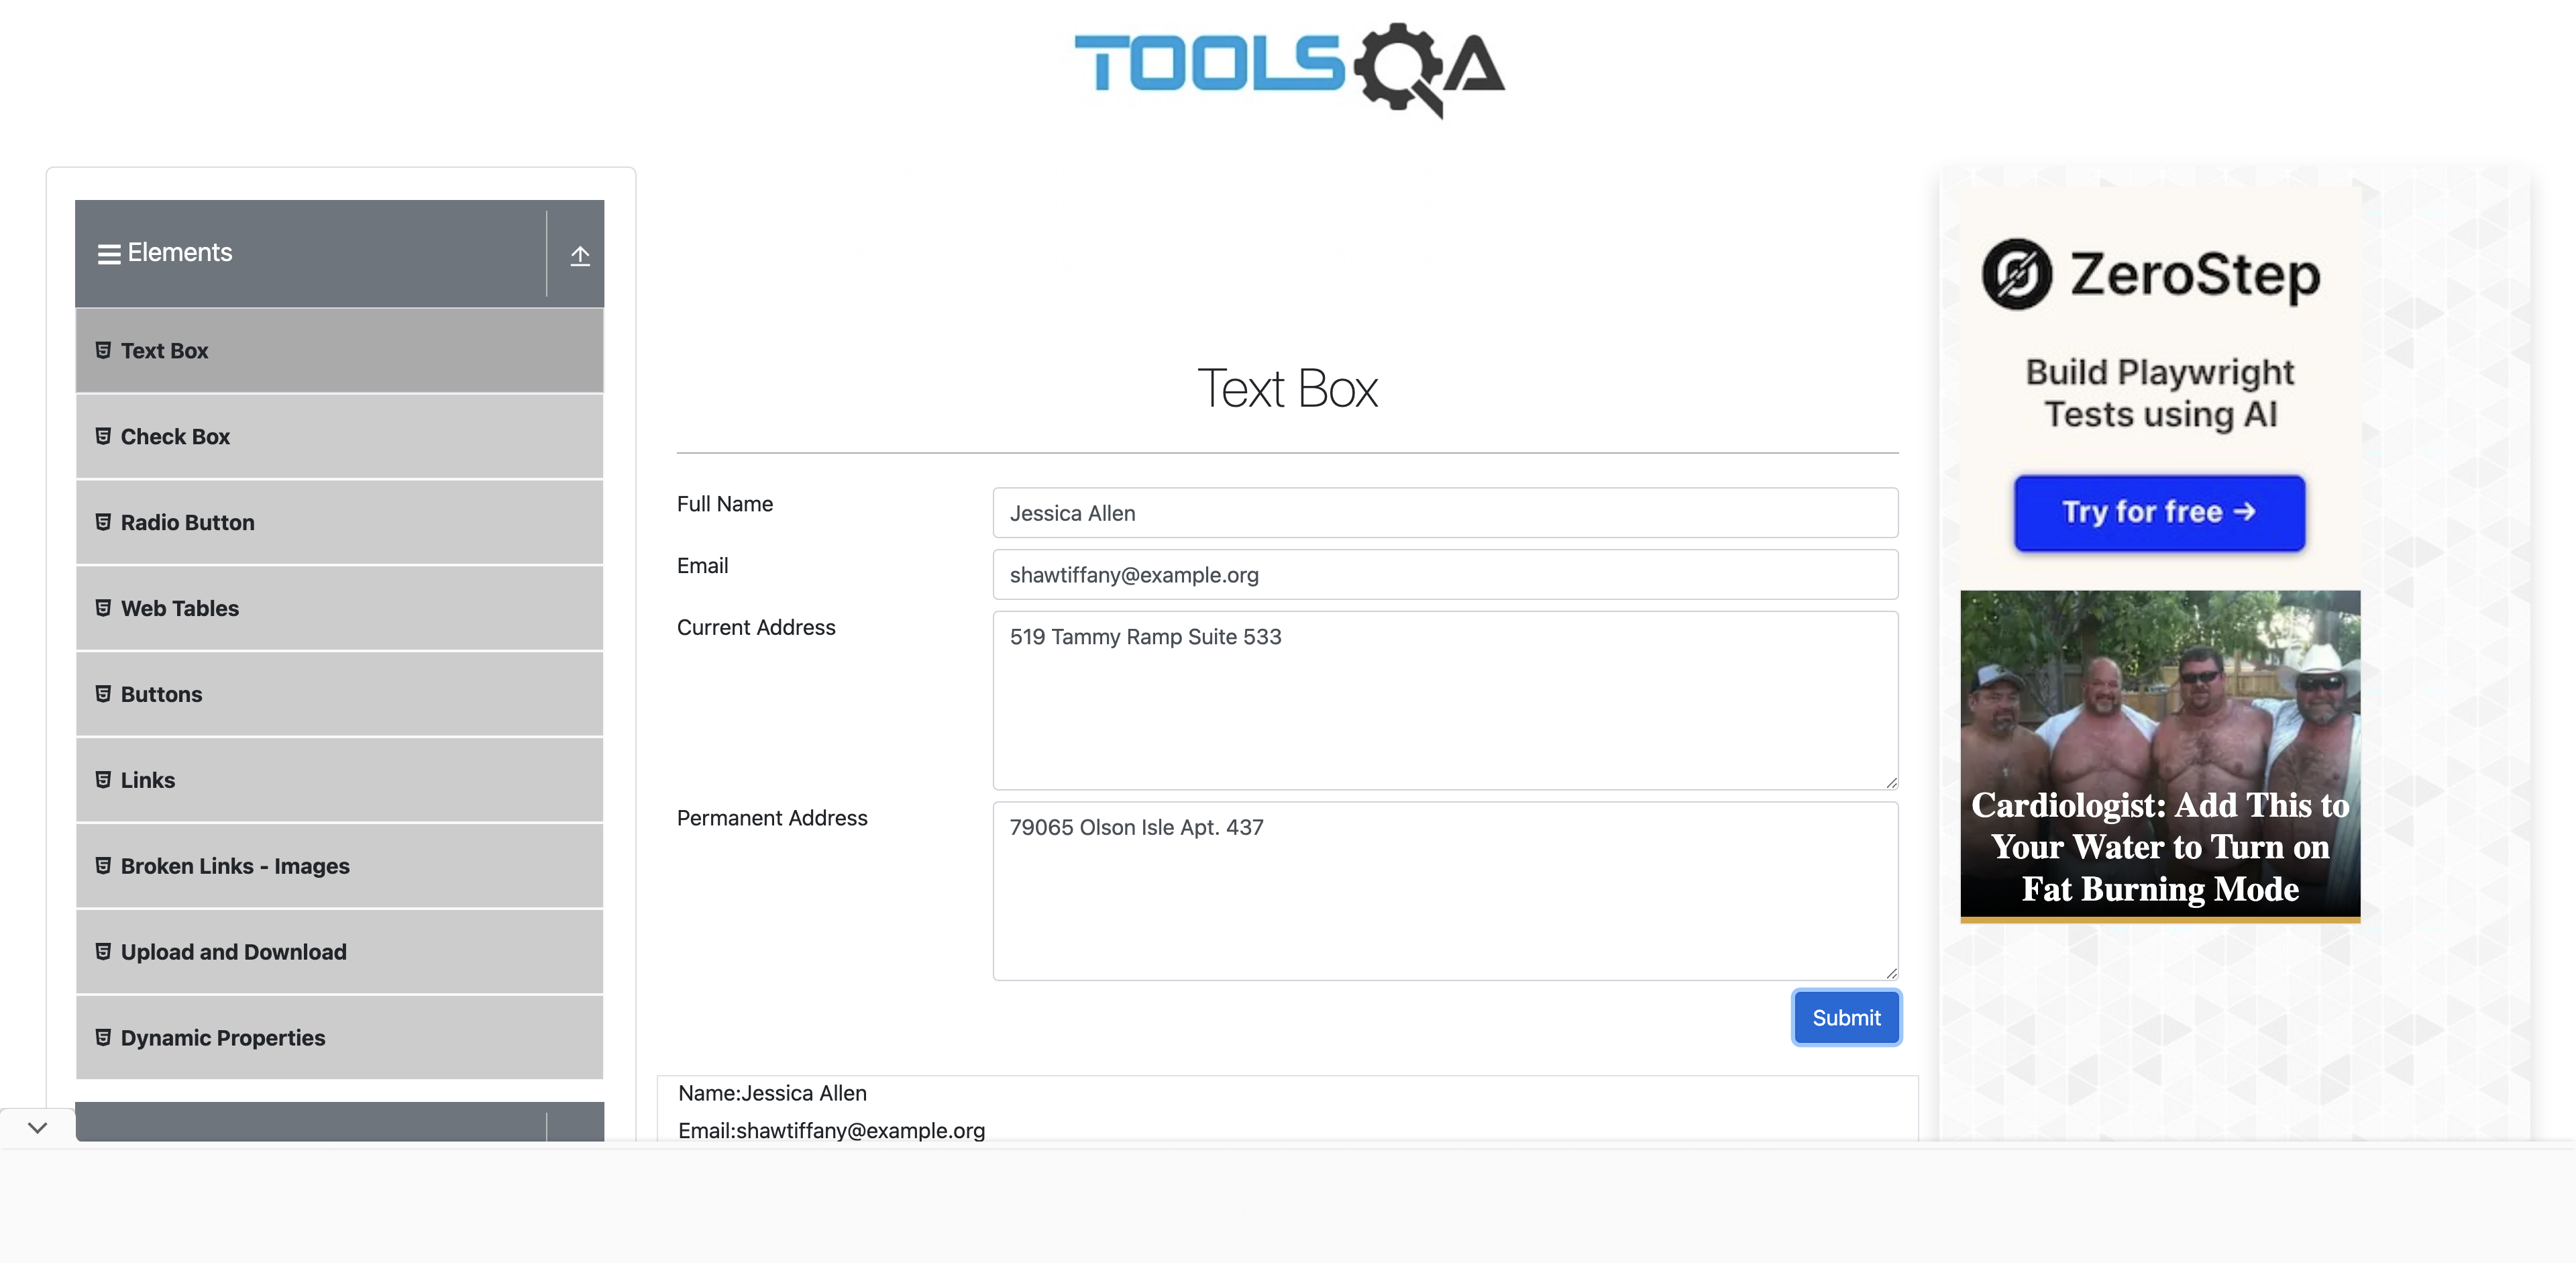 TOOLSQA
Elements
Text Box
Check Box
Radio Button
Web Tables
Buttons
Links
Broken Links - Images
Upload and Download
Dynamic Properties
Text Box
Full Name
Jessica Allen
Email
shawtiffany@example.org
Current Address
519 Tammy Ramp Suite 533
Permanent Address
79065 Olson Isle Apt. 437
Submit
Name:Jessica Allen
Email:shawtiffany@example.org
ZeroStep
Build Playwright
Tests using AI
Try for free →
Cardiologist: Add This to
Your Water to Turn on
Fat Burning Mode